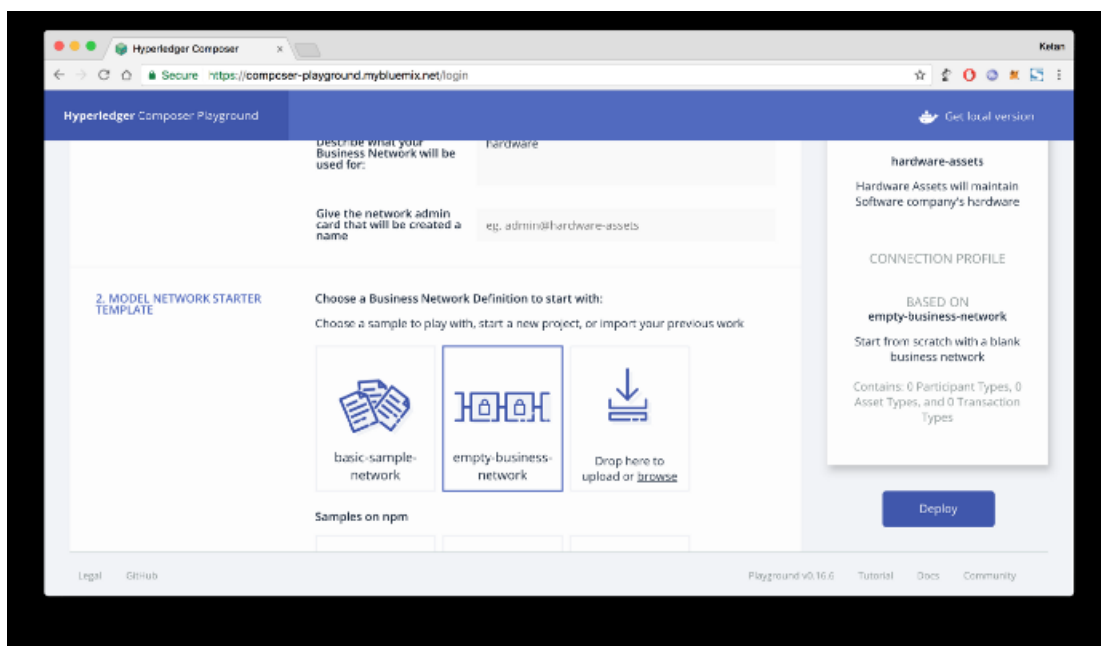 Hyperledger Composer
Kelan
Secure https://composer-playground.mybluemix.net/login
Hyperledger Composer Playground
Get local version
Describe what your
Business Network will be
used for:
hardware
Give the network admin
card that will be created a
name
eg. admin@hardware-assets
2. MODEL NETWORK STARTER
TEMPLATE
Choose a Business Network Definition to start with:
Choose a sample to play with, start a new project, or import your previous work
basic-sample-
network
empty-business-
network
Drop here to
upload or browse
Samples on npm
hardware-assets
Hardware Assets will maintain
Software company's hardware
CONNECTION PROFILE
BASED ON
empty-business-network
Start from scratch with a blank
business network
Contains: 0 Participant Types, 0
Asset Types, and 0 Transaction
Types
Deploy
Legal GitHub
Playground v0.16.6 Tutorial Docs Community